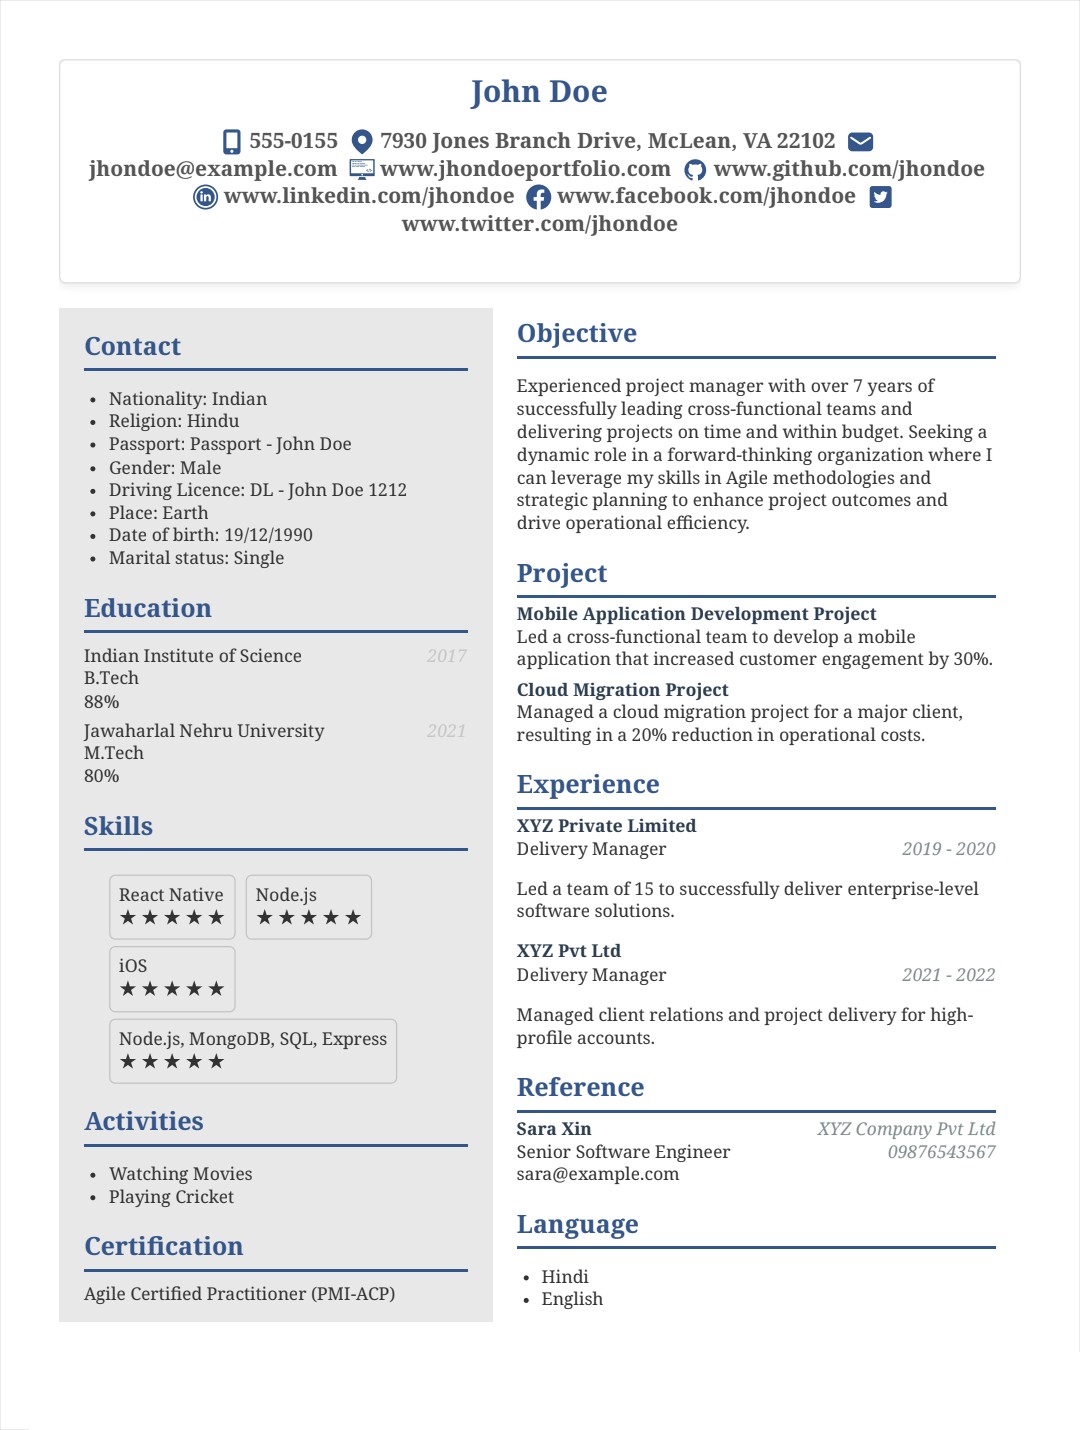 John Doe
555-0155 7930 Jones Branch Drive, McLean, VA 22102
jhondoe@example.com www.jhondoeportfolio.com www.github.com/jhondoe
www.linkedin.com/jhondoe www.facebook.com/jhondoe
www.twitter.com/jhondoe
Contact
• Nationality: Indian
• Religion: Hindu
• Passport: Passport - John Doe
• Gender: Male
• Driving Licence: DL - John Doe 1212
• Place: Earth
• Date of birth: 19/12/1990
• Marital status: Single
Education
Indian Institute of Science 2017
B.Tech
88%
Jawaharlal Nehru University 2021
M.Tech
80%
Skills
React Native
★★★★★
Node.js
★★★★★
iOS
★★★★★
Node.js, MongoDB, SQL, Express
★★★★★
Activities
• Watching Movies
• Playing Cricket
Certification
Agile Certified Practitioner (PMI-ACP)
Objective
Experienced project manager with over 7 years of
successfully leading cross-functional teams and
delivering projects on time and within budget. Seeking a
dynamic role in a forward-thinking organization where I
can leverage my skills in Agile methodologies and
strategic planning to enhance project outcomes and
drive operational efficiency.
Project
Mobile Application Development Project
Led a cross-functional team to develop a mobile
application that increased customer engagement by 30%.
Cloud Migration Project
Managed a cloud migration project for a major client,
resulting in a 20% reduction in operational costs.
Experience
XYZ Private Limited
Delivery Manager 2019 - 2020
Led a team of 15 to successfully deliver enterprise-level
software solutions.
XYZ Pvt Ltd
Delivery Manager 2021 - 2022
Managed client relations and project delivery for high-
profile accounts.
Reference
Sara Xin XYZ Company Pvt Ltd
Senior Software Engineer 09876543567
sara@example.com
Language
• Hindi
• English